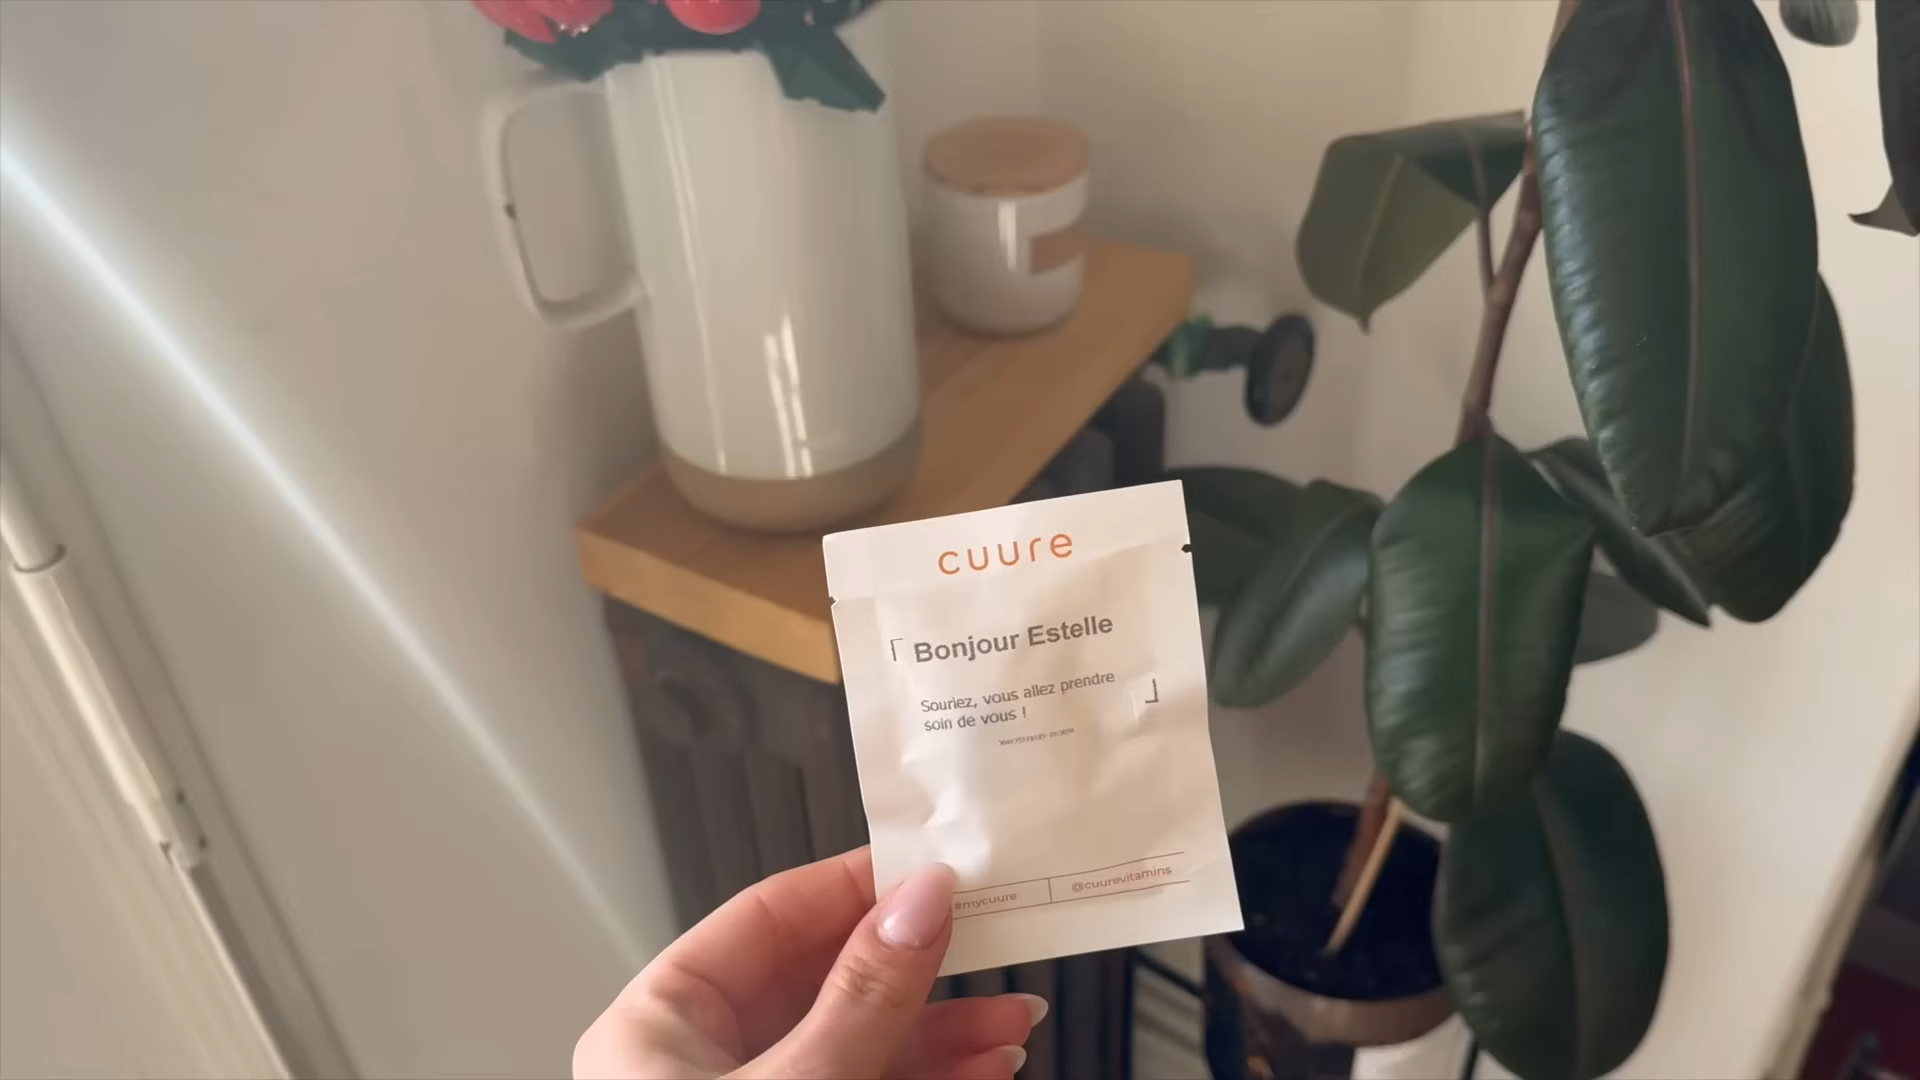 cuure
Bonjour Estelle
Souriez, vous allez prendre
soin de vous !
#mycuure
@cuurevitamins